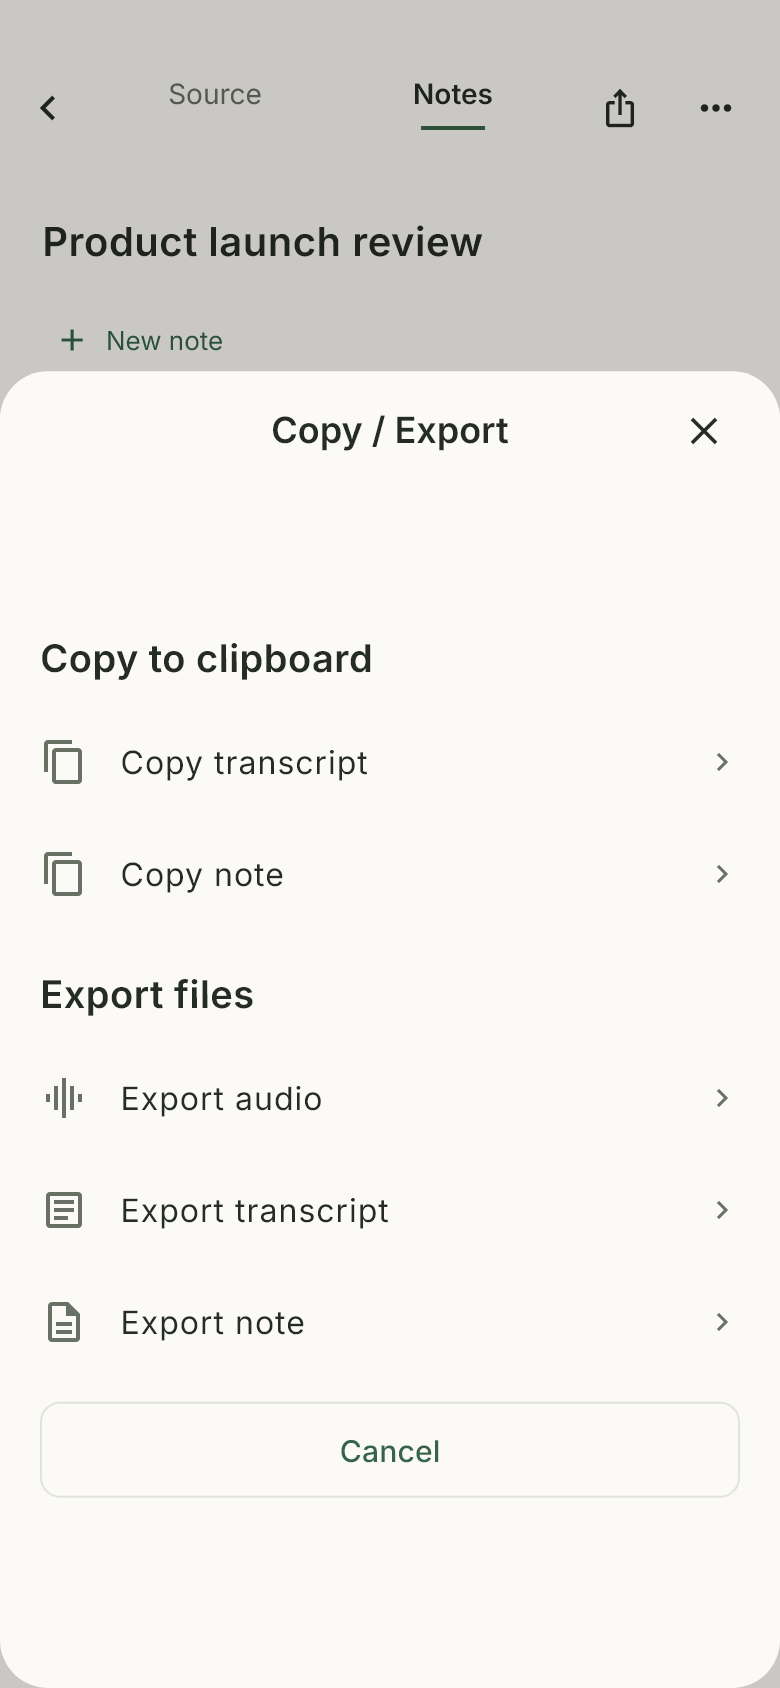 Source
Notes
Product launch review
New note
Copy / Export
Copy to clipboard
Copy transcript
Copy note
Export files
Export audio
Export transcript
Export note
Cancel